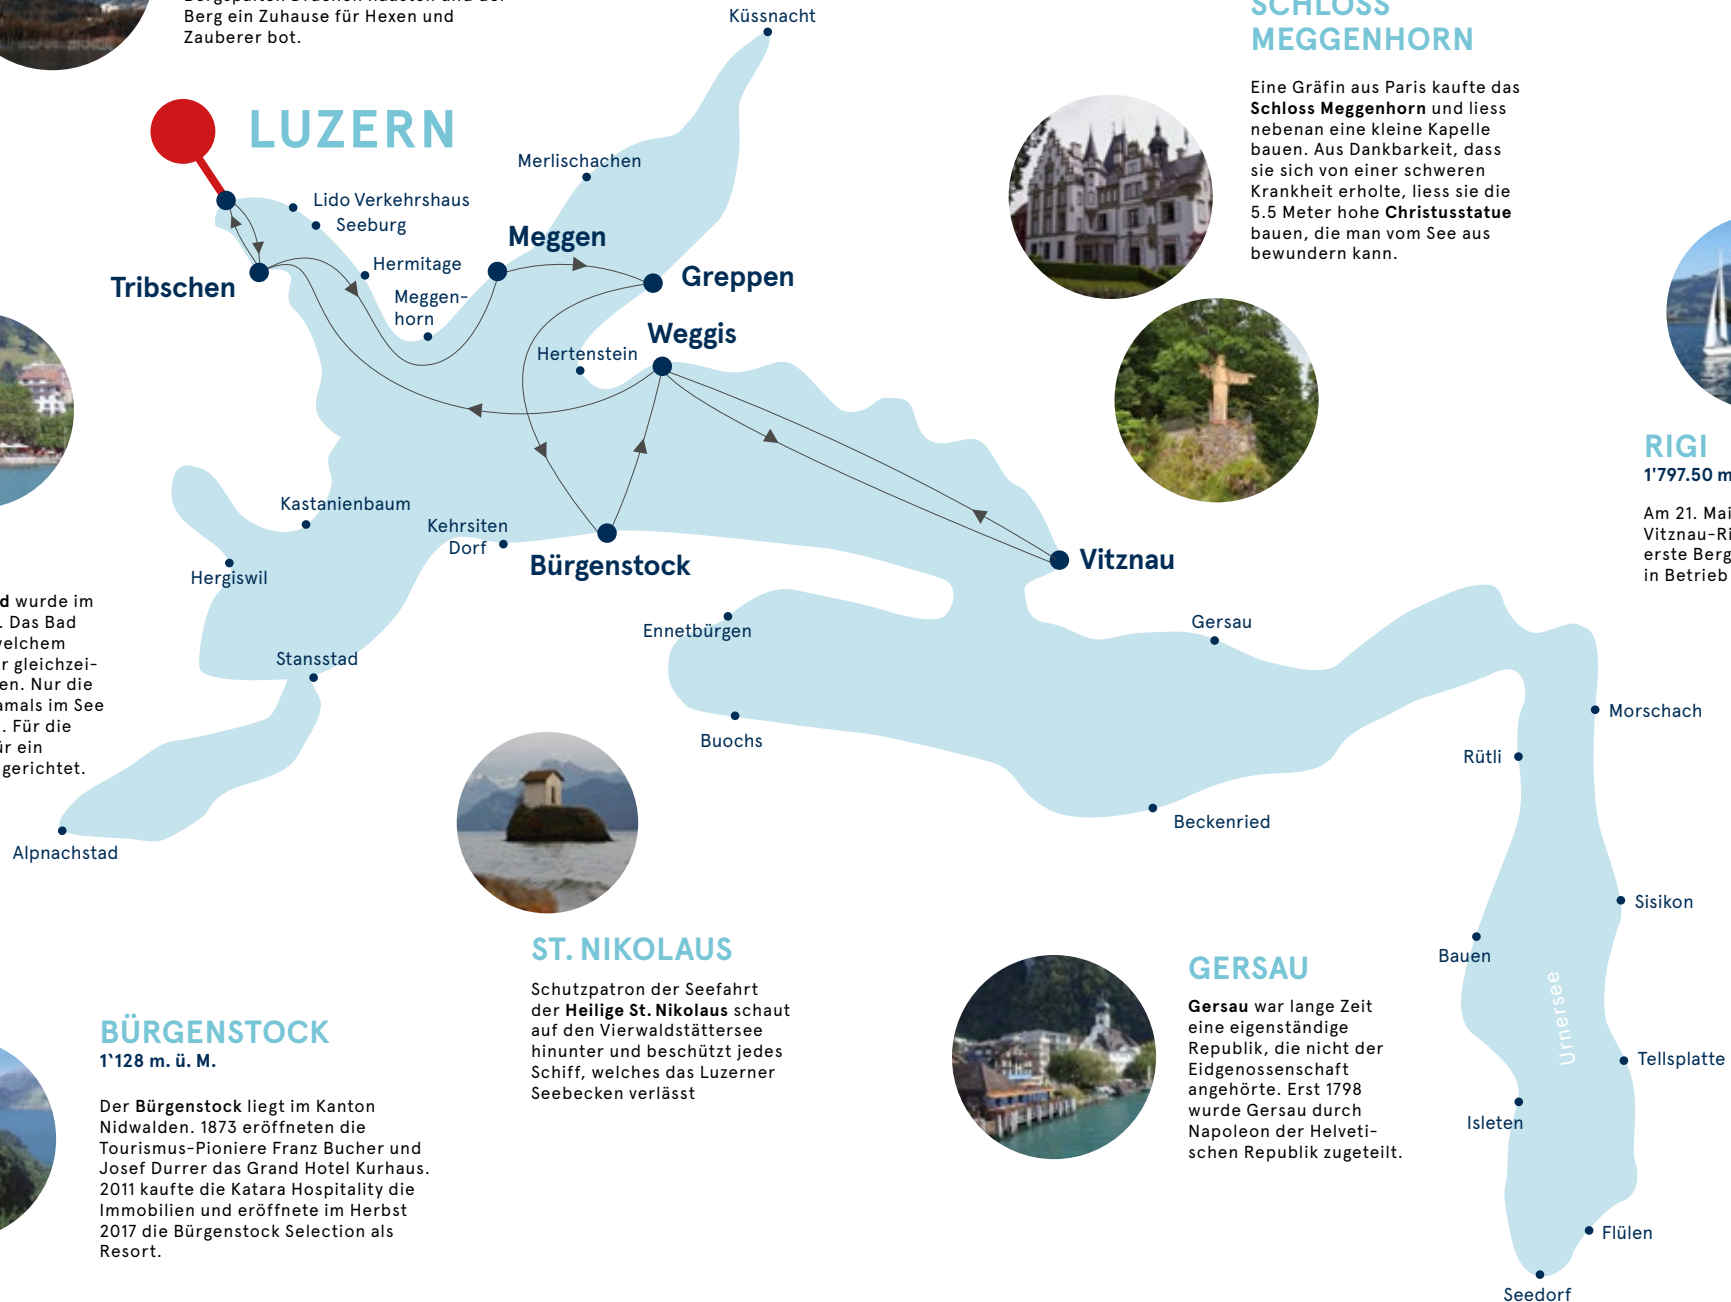 Berg ein Zuhause für Hexen und
Zauberer bot.
Küssnacht
SCHLOSS
MEGGENHORN
Eine Gräfin aus Paris kaufte das
Schloss Meggenhorn und liess
nebenan eine kleine Kapelle
bauen. Aus Dankbarkeit, dass
sie sich von einer schweren
Krankheit erholte, liess sie die
5.5 Meter hohe Christusstatue
bauen, die man vom See aus
bewundern kann.
LUZERN
Merlischachen
Lido Verkehrshaus
Seeburg
Meggen
Hermitage
Tribschen
Greppen
Meggen-
horn
Weggis
Hertenstein
RIGI
1'797.50 m
Am 21. Mai
Vitznau-Ri
erste Berg
in Betrieb
Kastanienbaum
Kehrsiten
Dorf
Bürgenstock
Vitznau
Hergiswil
d wurde im
. Das Bad
welchem
r gleichzei-
en. Nur die
amals im See
. Für die
ür ein
gerichtet.
Ennetbürgen
Gersau
Stansstad
Buochs
Morschach
Rütli
Beckenried
Alpnachstad
Sisikon
Bauen
Urnersee
Tellsplatte
Isleten
Flülen
Seedorf
ST. NIKOLAUS
Schutzpatron der Seefahrt
der Heilige St. Nikolaus schaut
auf den Vierwaldstättersee
hinunter und beschützt jedes
Schiff, welches das Luzerner
Seebecken verlässt
GERSAU
Gersau war lange Zeit
eine eigenständige
Republik, die nicht der
Eidgenossenschaft
angehörte. Erst 1798
wurde Gersau durch
Napoleon der Helveti-
schen Republik zugeteilt.
BÜRGENSTOCK
1`128 m. ü. M.
Der Bürgenstock liegt im Kanton
Nidwalden. 1873 eröffneten die
Tourismus-Pioniere Franz Bucher und
Josef Durrer das Grand Hotel Kurhaus.
2011 kaufte die Katara Hospitality die
Immobilien und eröffnete im Herbst
2017 die Bürgenstock Selection als
Resort.